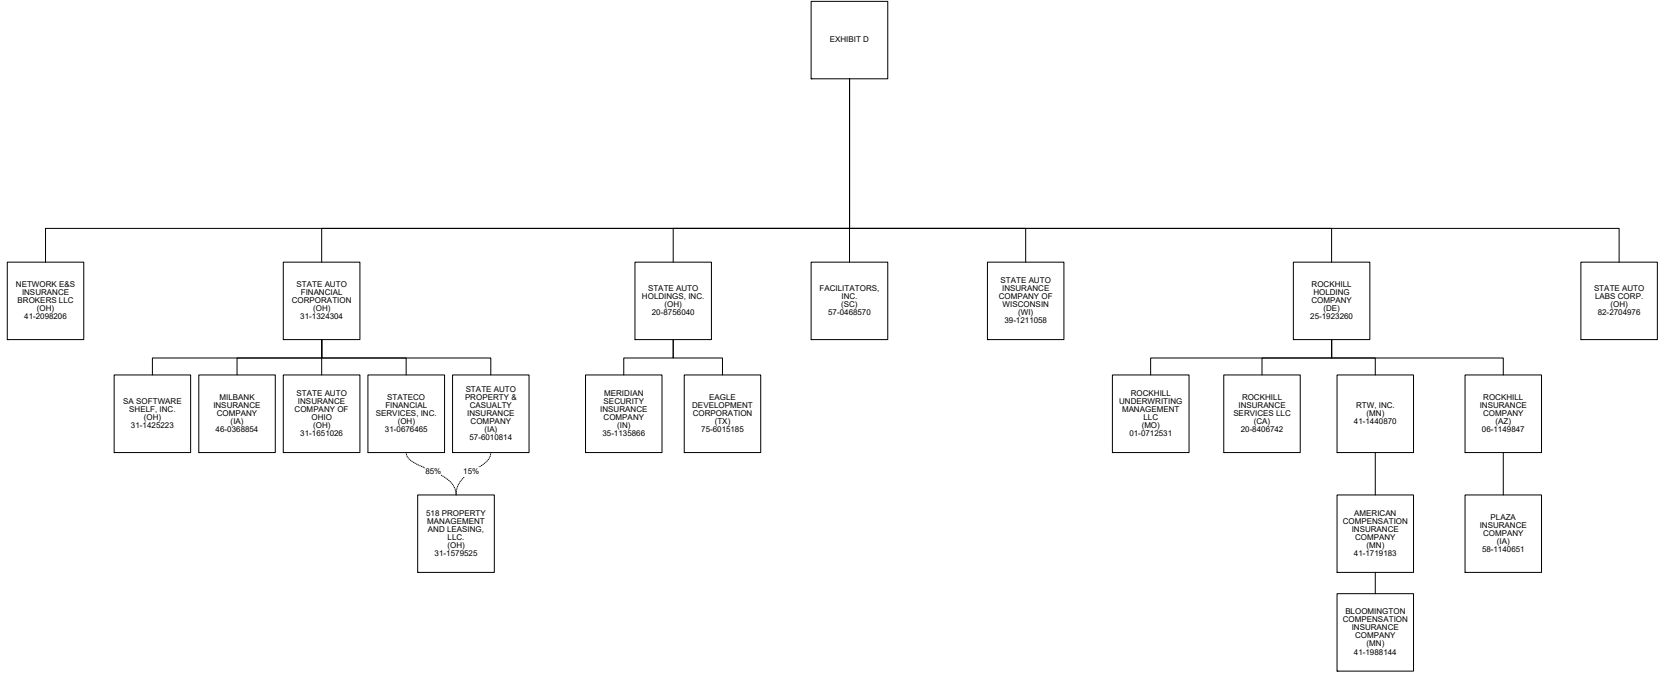 EXHIBIT D
NETWORK E&S
INSURANCE
BROKERS LLC
(OH)
41-2098206
STATE AUTO
FINANCIAL
CORPORATION
(OH)
31-1324304
STATE AUTO
HOLDINGS, INC.
(OH)
20-8756040
FACILITATORS,
INC.
(SC)
57-0468570
STATE AUTO
INSURANCE
COMPANY OF
WISCONSIN
(WI)
39-1211058
ROCKHILL
HOLDING
COMPANY
(DE)
25-1923260
STATE AUTO
LABS CORP.
(OH)
82-2704976
SA SOFTWARE
SHELF, INC.
(OH)
31-1425223
MILBANK
INSURANCE
COMPANY
(IA)
46-0368854
STATE AUTO
INSURANCE
COMPANY OF
OHIO
(OH)
31-1651026
STATECO
FINANCIAL
SERVICES, INC.
(OH)
31-0676465
STATE AUTO
PROPERTY &
CASUALTY
INSURANCE
COMPANY
(IA)
57-6010814
MERIDIAN
SECURITY
INSURANCE
COMPANY
(IN)
35-1135866
EAGLE
DEVELOPMENT
CORPORATION
(TX)
75-6015185
ROCKHILL
UNDERWRITING
MANAGEMENT
LLC
(MO)
01-0712531
ROCKHILL
INSURANCE
SERVICES LLC
(CA)
20-8406742
RTW, INC.
(MN)
41-1440870
ROCKHILL
INSURANCE
COMPANY
(AZ)
06-1149847
85%
15%
518 PROPERTY
MANAGEMENT
AND LEASING,
LLC.
(OH)
31-1579525
AMERICAN
COMPENSATION
INSURANCE
COMPANY
(MN)
41-1719183
PLAZA
INSURANCE
COMPANY
(IA)
58-1140651
BLOOMINGTON
COMPENSATION
INSURANCE
COMPANY
(MN)
41-1988144